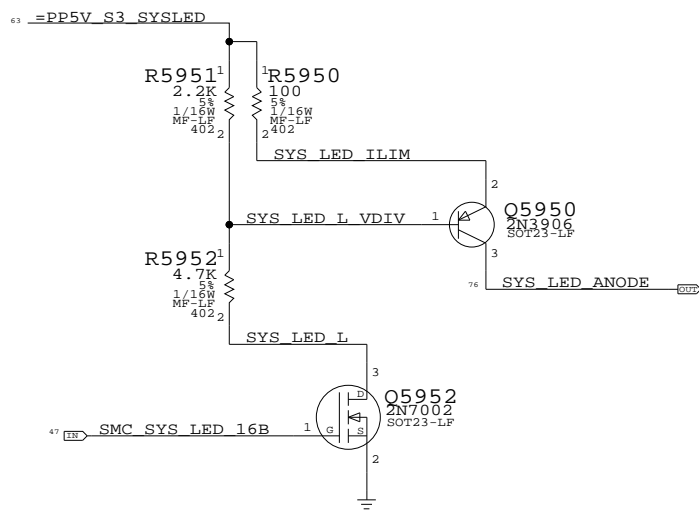 63 =PP5V_S3_SYSLED
R5951 1
2.2K
5%
1/16W
MF-LF
402 2
1 R5950
100
5%
1/16W
MF-LF
2 402
SYS_LED_ILIM
2
SYS_LED_L_VDIV 1
Q5950
2N3906
SOT23-LF
3
R5952 1
4.7K
5%
1/16W
MF-LF
402 2
76 SYS_LED_ANODE OUT
SYS_LED_L
3
D
Q5952
2N7002
SOT23-LF
47 IN SMC_SYS_LED_16B 1 G S
2